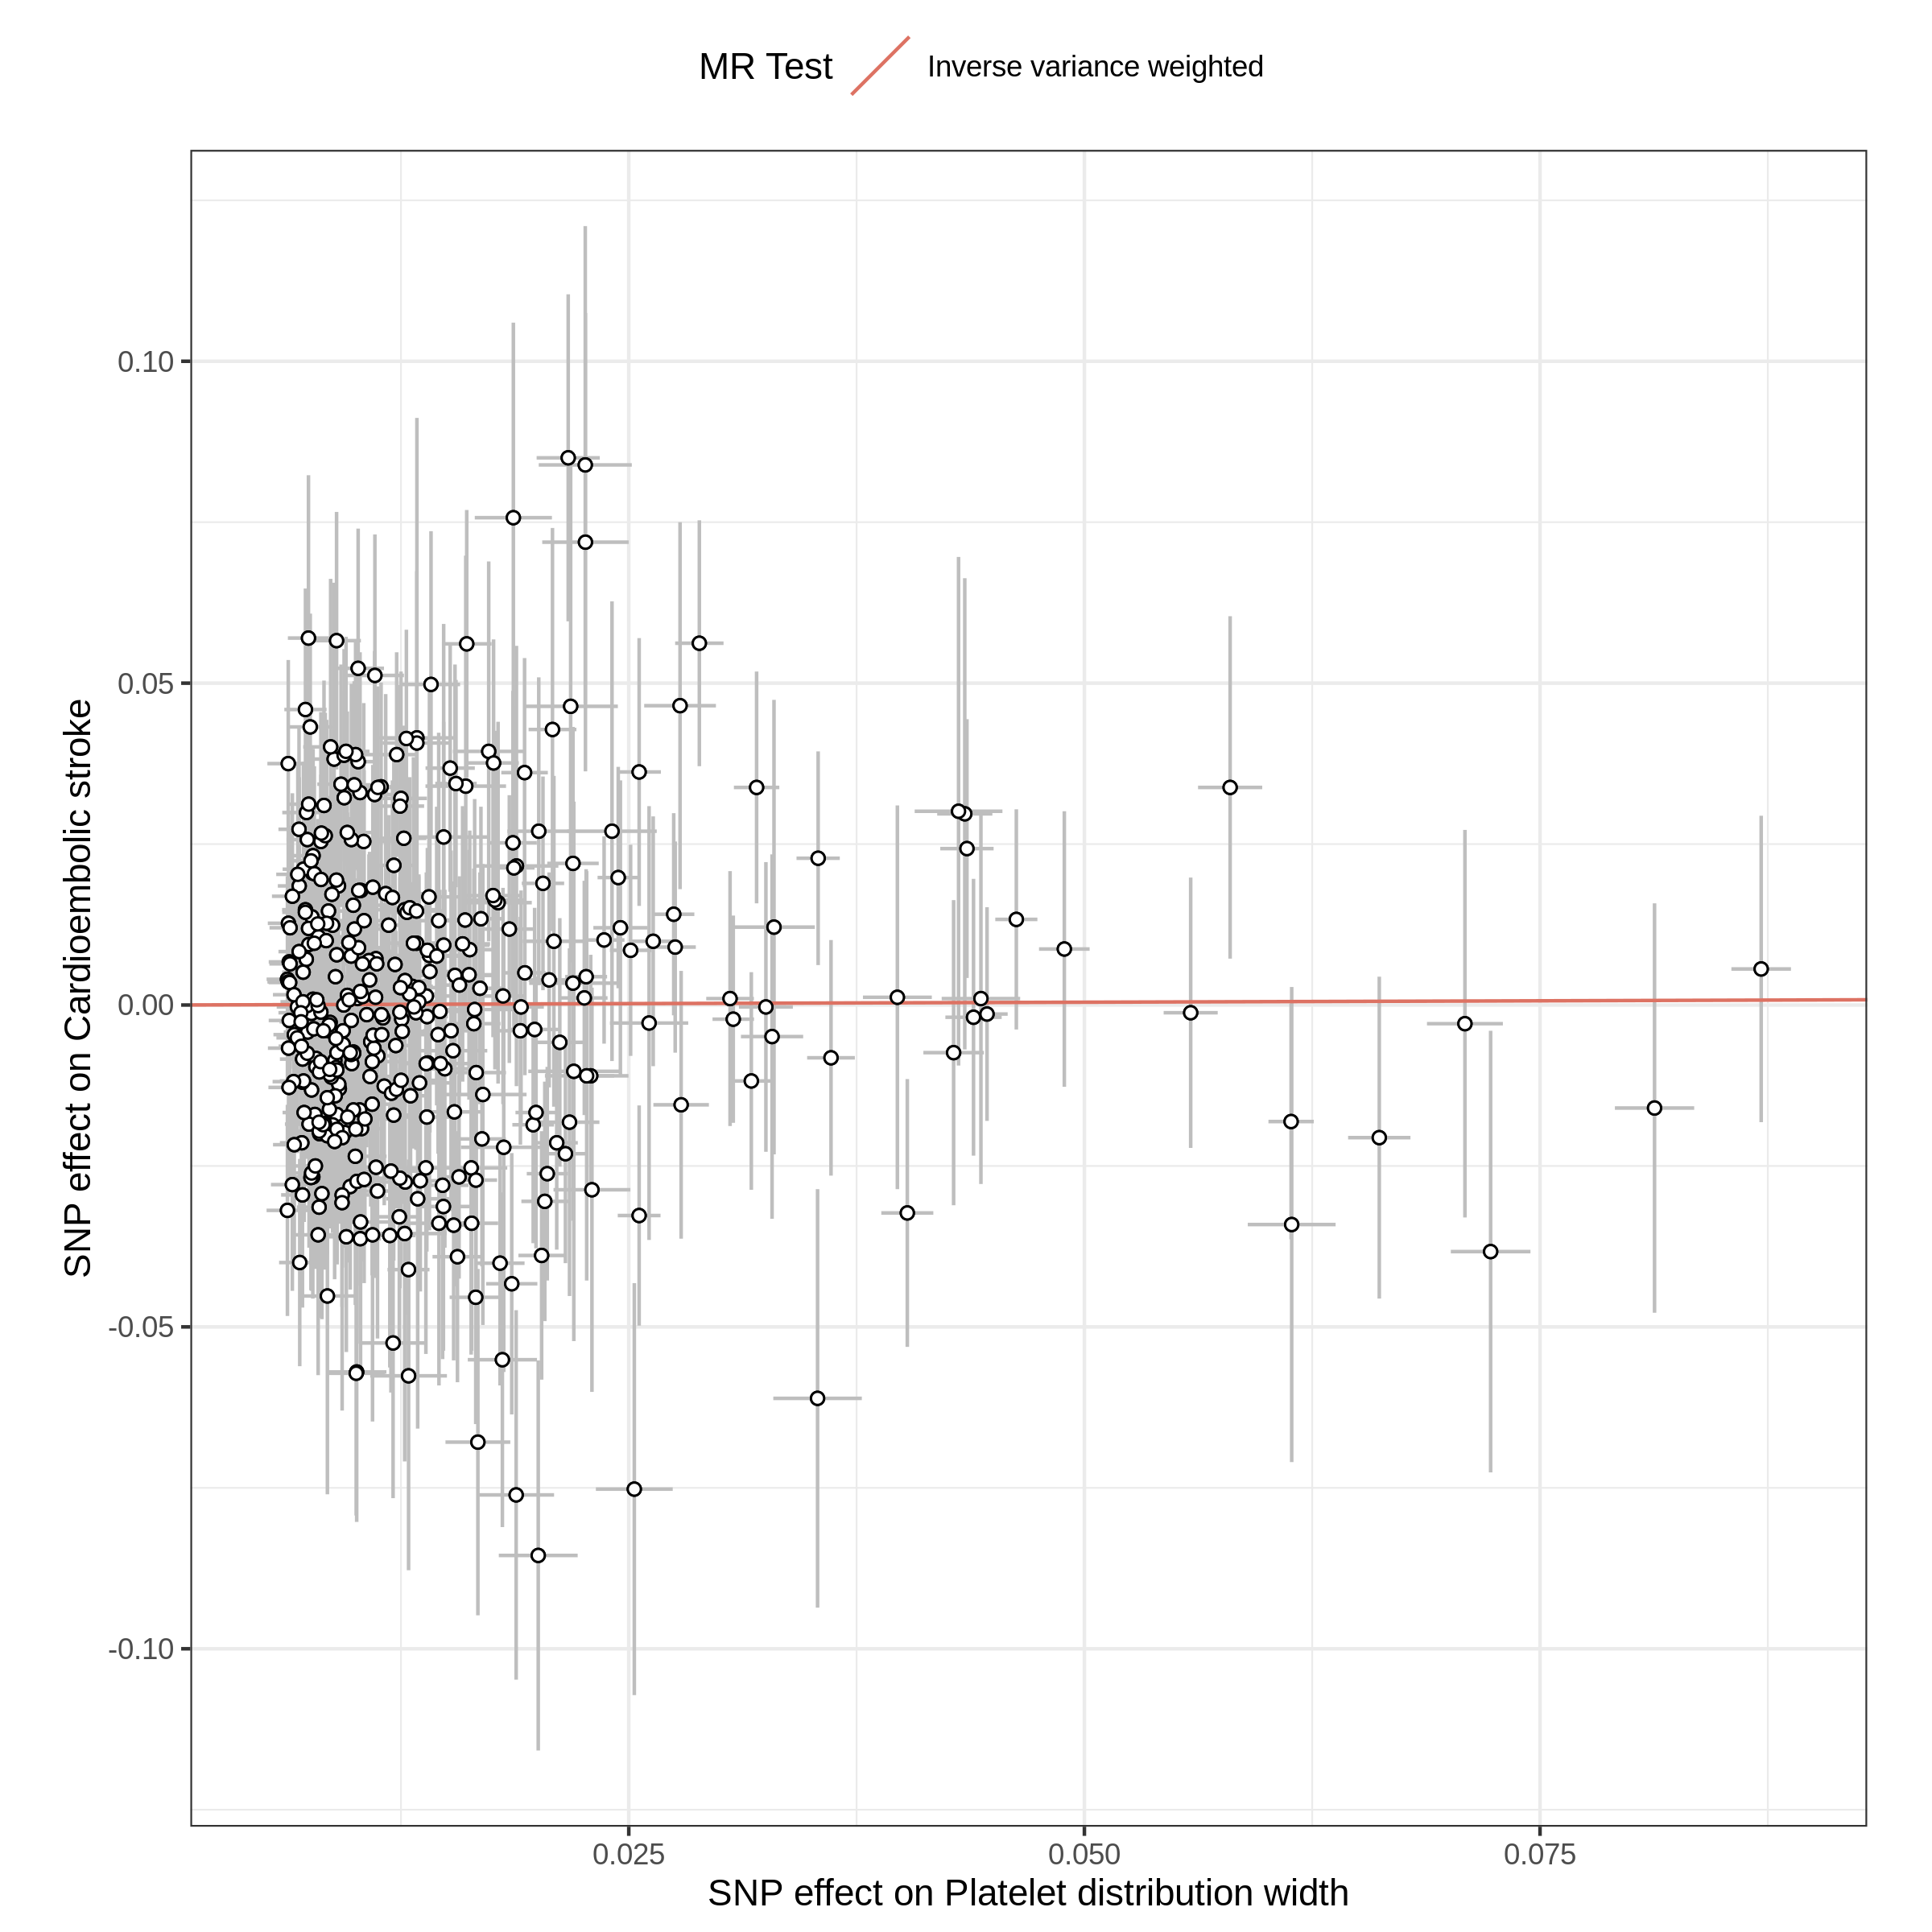 MR Test
Inverse variance weighted
SNP effect on Cardioembolic stroke
0.10
0.05
0.00
-0.05
-0.10
0.025
0.050
0.075
SNP effect on Platelet distribution width